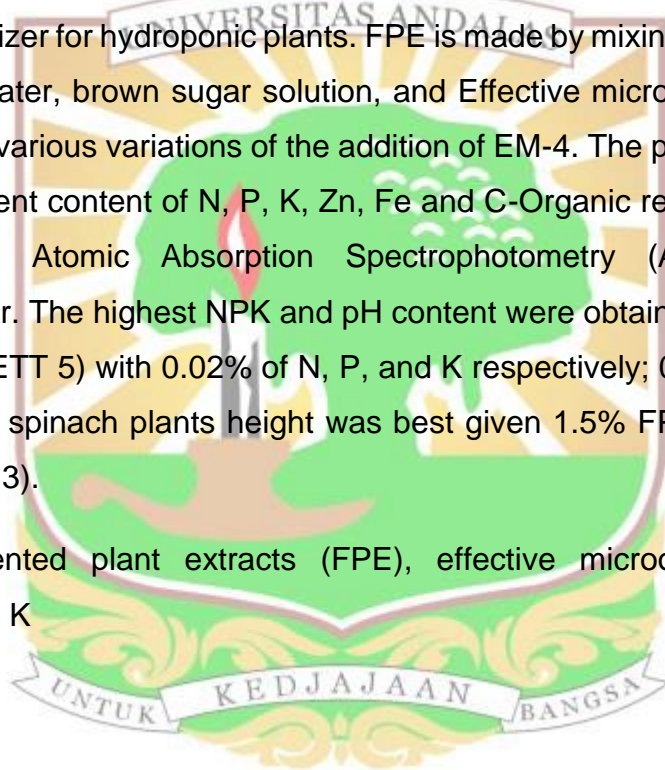 UNIVERSITAS ANDALAS
izer for hydroponic plants. FPE is made by mixin
ater, brown sugar solution, and Effective micro
various variations of the addition of EM-4. The p
ent content of N, P, K, Zn, Fe and C-Organic re
Atomic Absorption Spectrophotometry (A
r. The highest NPK and pH content were obtain
ETT 5) with 0.02% of N, P, and K respectively; 0
spinach plants height was best given 1.5% FP
3).
ented plant extracts (FPE), effective microo
K
UNTUK KEDJAJAAN BANGSA